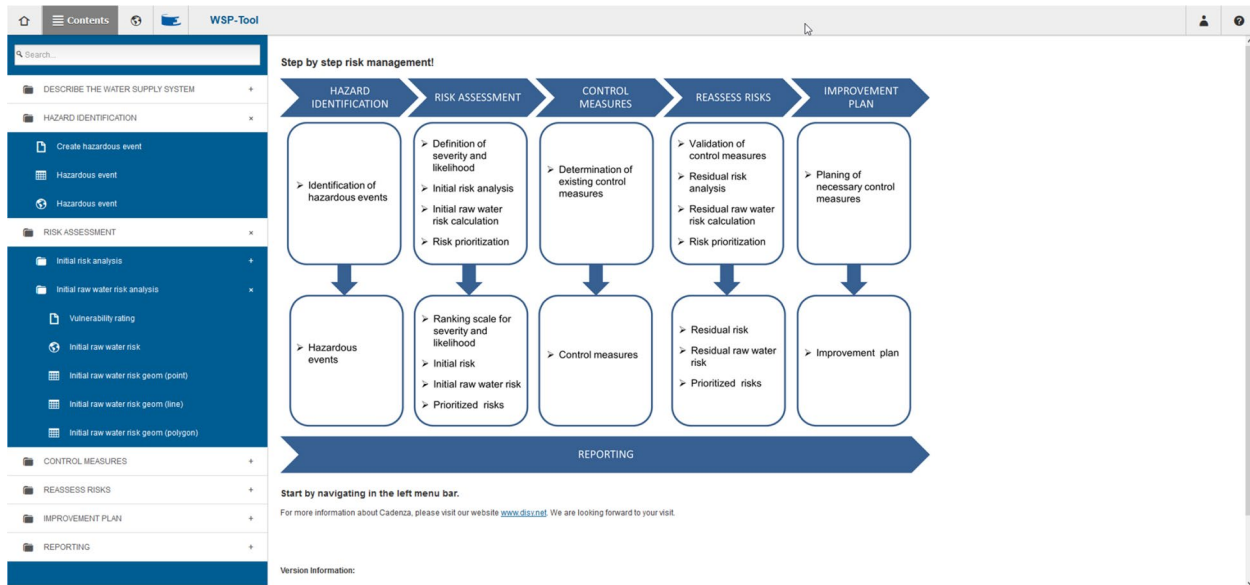 Contents
WSP-Tool
Search...
DESCRIBE THE WATER SUPPLY SYSTEM +
HAZARD IDENTIFICATION ×
Create hazardous event
Hazardous event
Hazardous event
RISK ASSESSMENT ×
Initial risk analysis +
Initial raw water risk analysis ×
Vulnerability rating
Initial raw water risk
Initial raw water risk geom (point)
Initial raw water risk geom (line)
Initial raw water risk geom (polygon)
CONTROL MEASURES +
REASSESS RISKS +
IMPROVEMENT PLAN +
REPORTING +
Step by step risk management!
HAZARD
IDENTIFICATION
RISK ASSESSMENT
CONTROL
MEASURES
REASSESS RISKS
IMPROVEMENT
PLAN
➢ Identification of
hazardous events
➢ Definition of
severity and
likelihood
➢ Initial risk analysis
➢ Initial raw water
risk calculation
➢ Risk prioritization
➢ Determination of
existing control
measures
➢ Validation of
control measures
➢ Residual risk
analysis
➢ Residual raw water
risk calculation
➢ Risk prioritization
➢ Planing of
necessary control
measures
➢ Hazardous
events
➢ Ranking scale for
severity and
likelihood
➢ Initial risk
➢ Initial raw water risk
➢ Prioritized risks
➢ Control measures
➢ Residual risk
➢ Residual raw water
risk
➢ Prioritized risks
➢ Improvement plan
REPORTING
Start by navigating in the left menu bar.
For more information about Cadenza, please visit our website www.disy.net. We are looking forward to your visit.
Version Information: